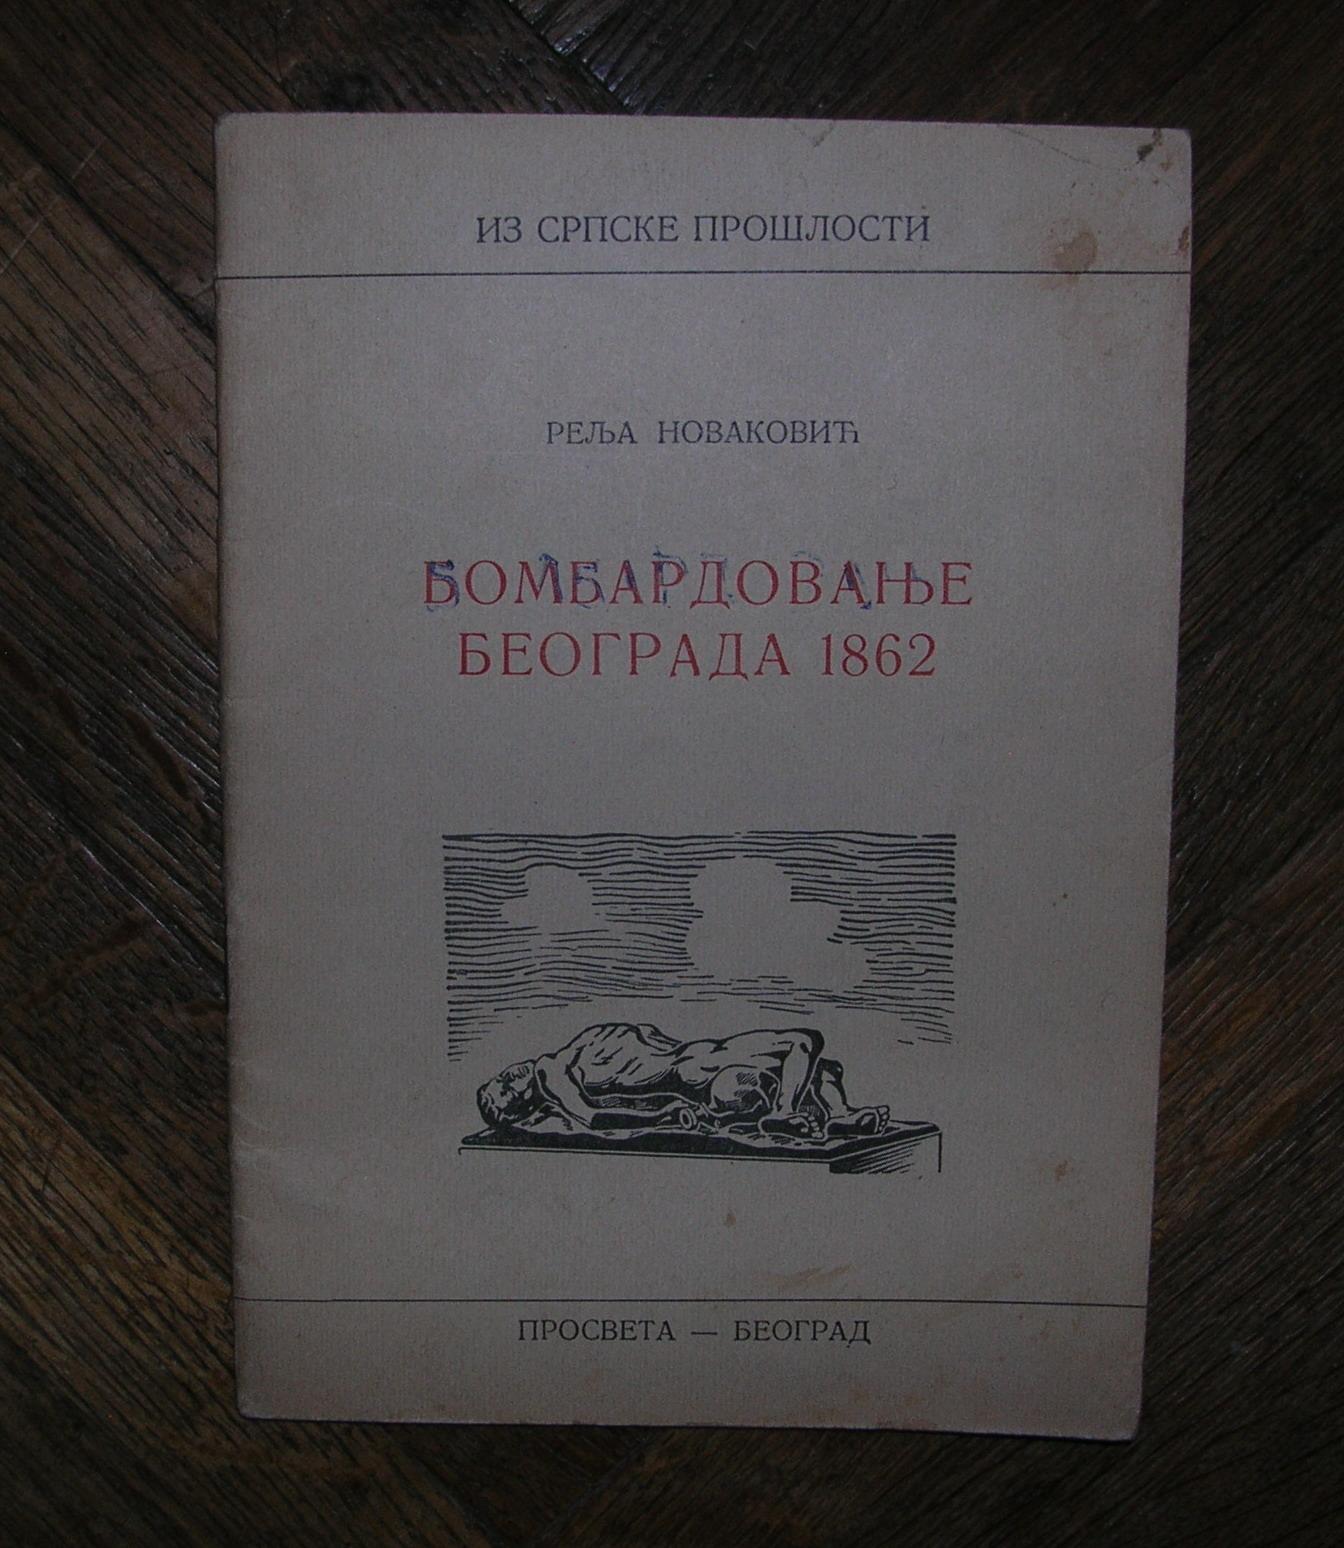 ИЗ СРПСКЕ ПРОШЛОСТИ
РЕЉА НОВАКОВИЋ
БОМБАРДОВАЊЕ
БЕОГРАДА 1862
ПРОСВЕТА — БЕОГРАД